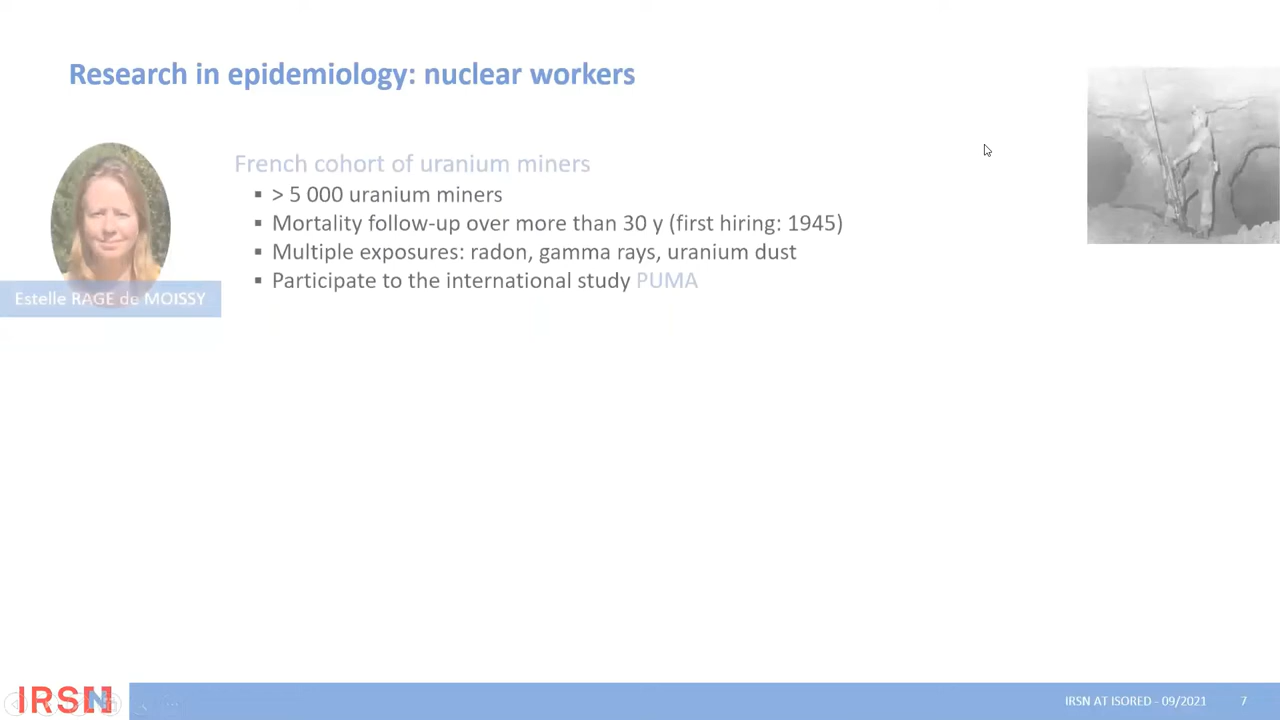 Research in epidemiology: nuclear workers
French cohort of uranium miners
▪ > 5 000 uranium miners
▪ Mortality follow-up over more than 30 y (first hiring: 1945)
▪ Multiple exposures: radon, gamma rays, uranium dust
▪ Participate to the international study PUMA
Estelle RAGE de MOISSY
IRSN
IRSN AT ISORED - 09/2021
7